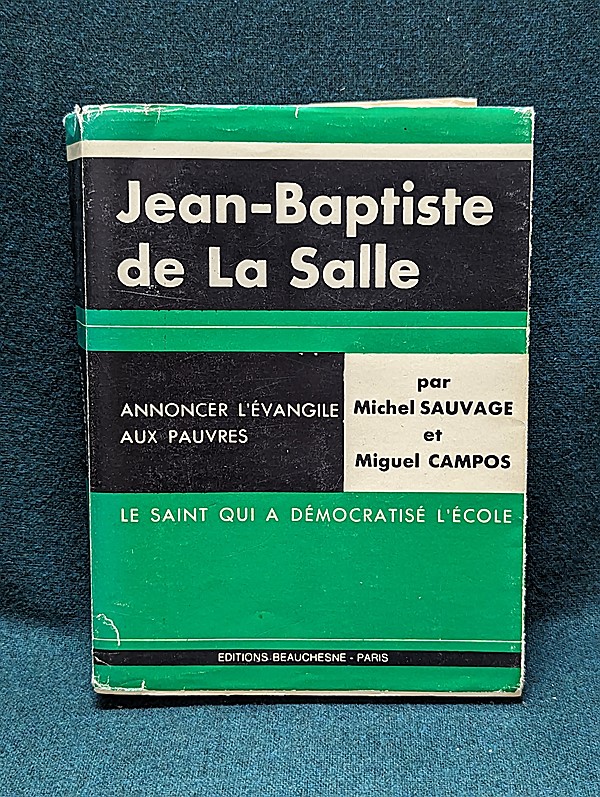 Jean-Baptiste
de La Salle
ANNONCER L'ÉVANGILE
AUX PAUVRES
par
Michel SAUVAGE
et
Miguel CAMPOS
LE SAINT QUI A DÉMOCRATISÉ L'ÉCOLE
EDITIONS BEAUCHESNE - PARIS